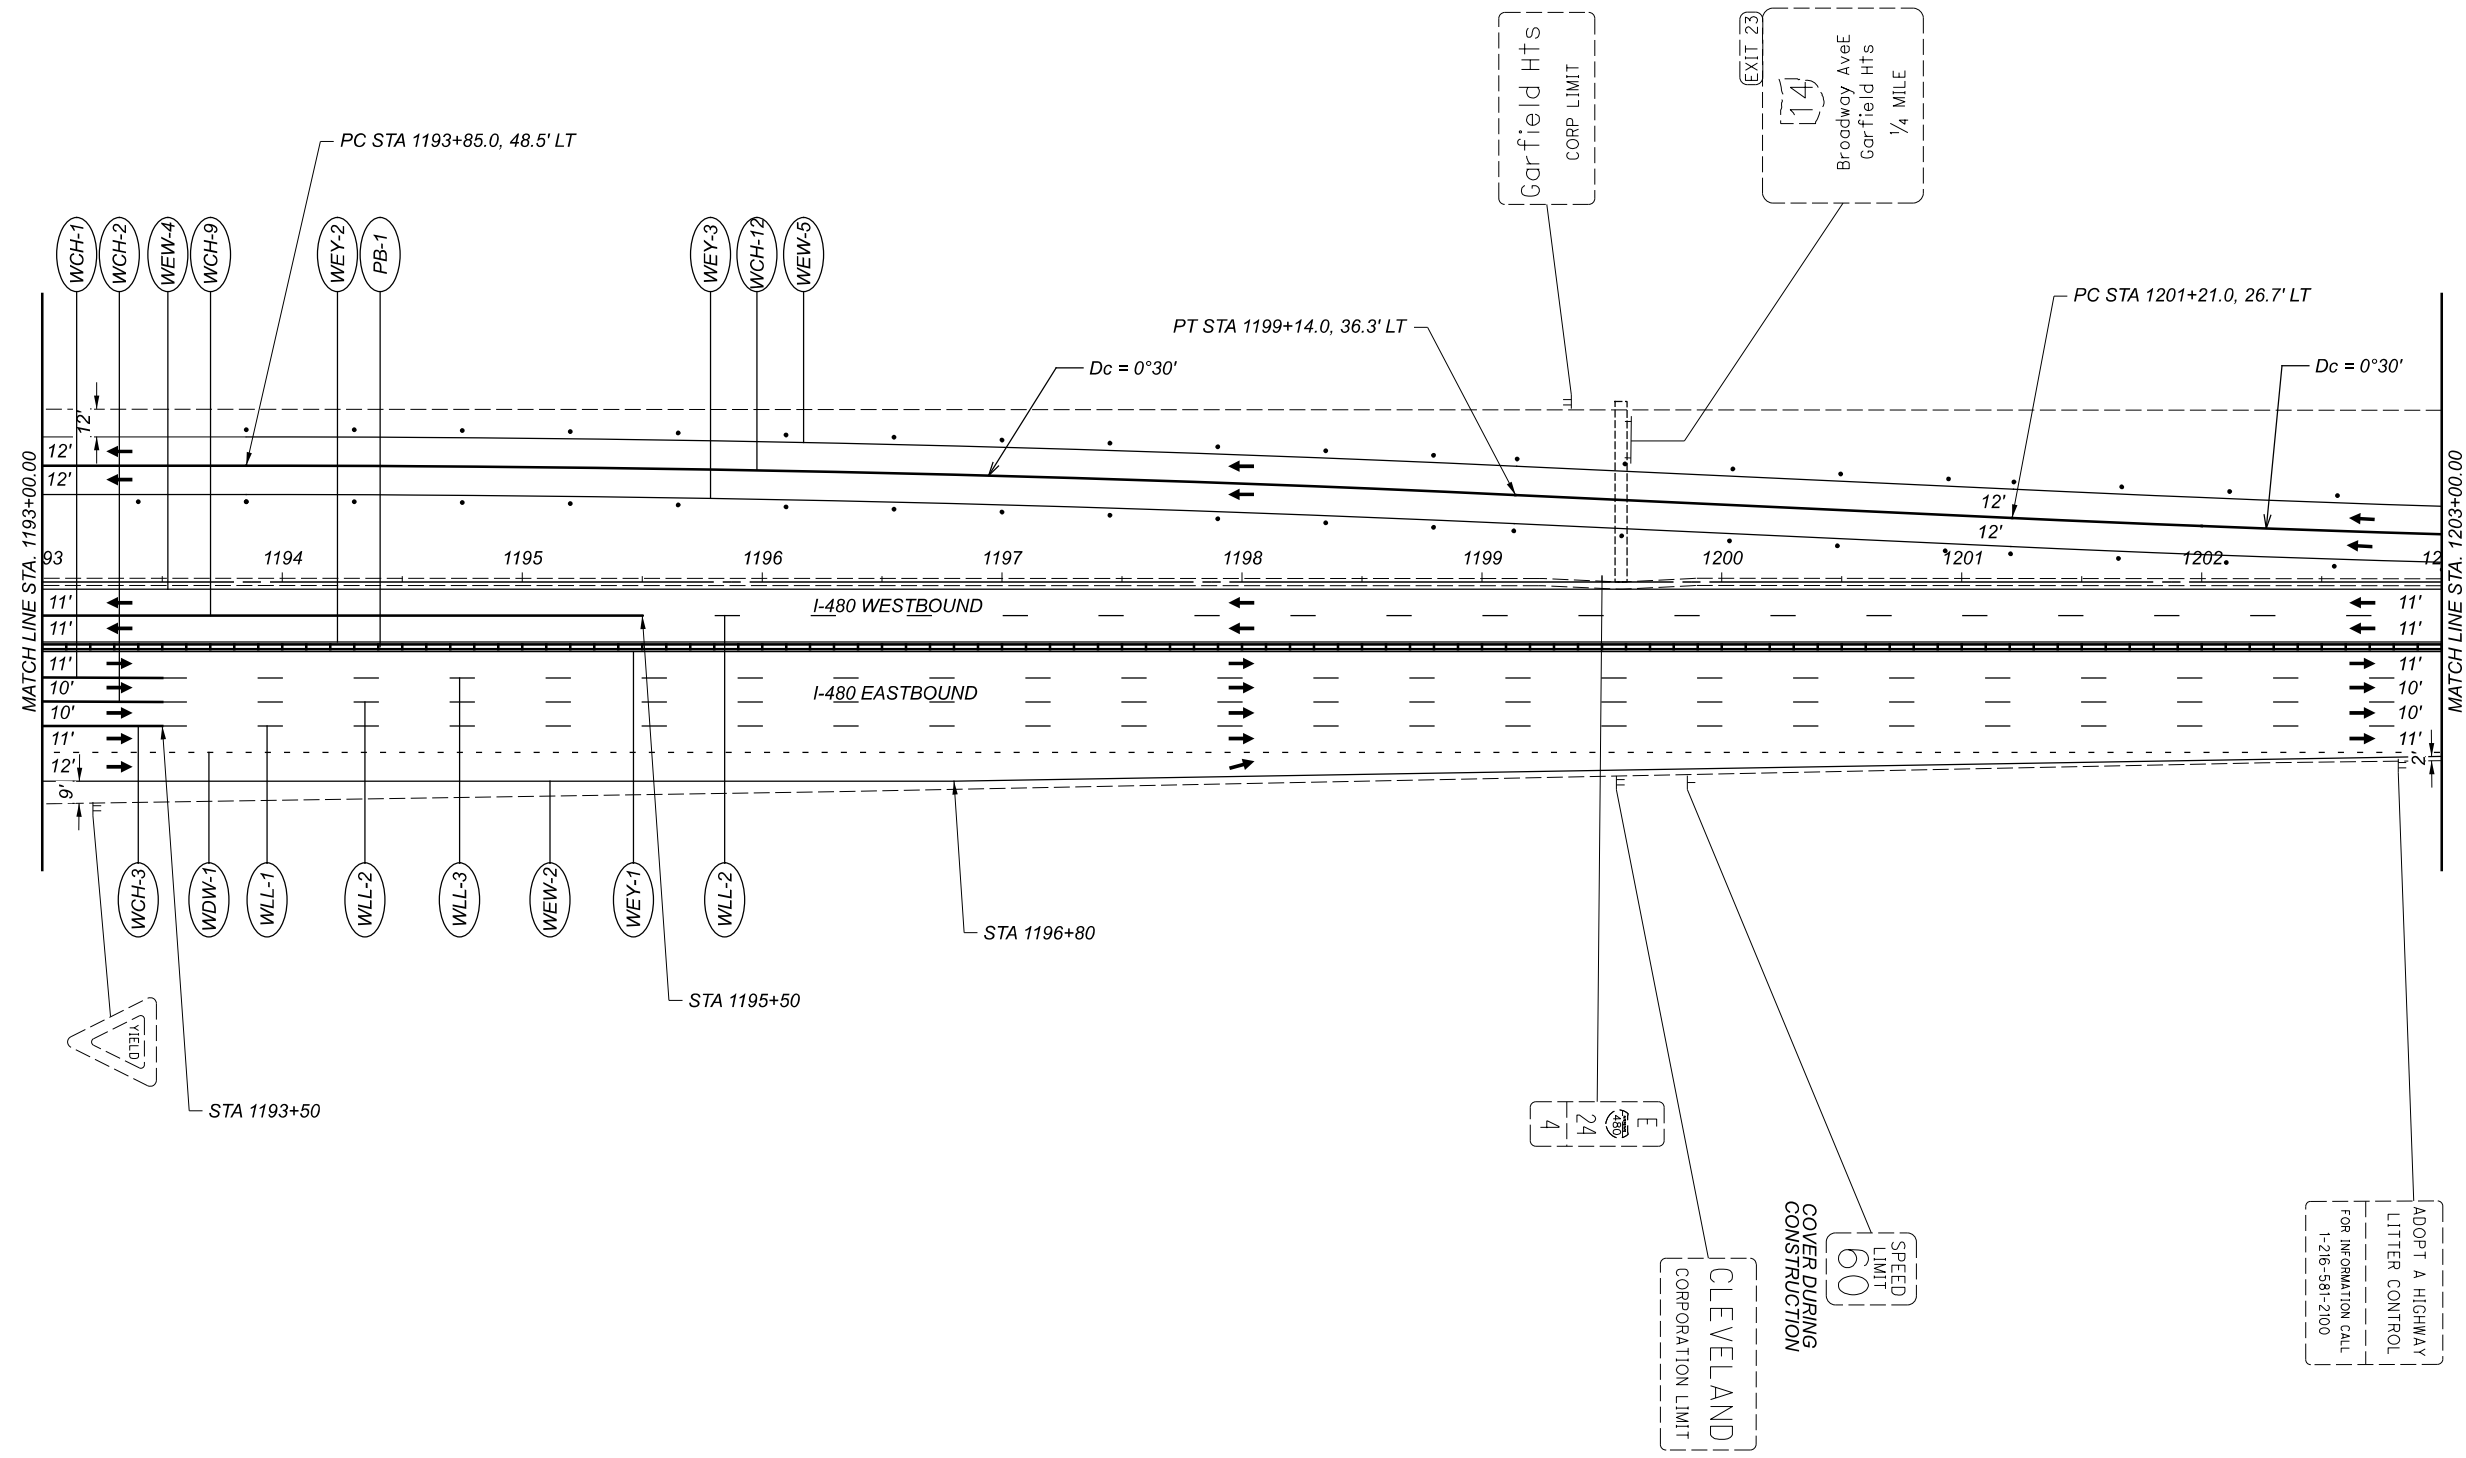 Garfield Hts
CORP LIMIT
EXIT 23
14
Broadway AveE
Garfield Hts
1/4 MILE
PC STA 1193+85.0, 48.5' LT
WCH-1
WCH-2
WEW-4
WCH-9
WEY-2
PB-1
WEY-3
WCH-12
WEW-5
PC STA 1201+21.0, 26.7' LT
PT STA 1199+14.0, 36.3' LT
Dc = 0°30'
Dc = 0°30'
12'
12'
12'
12'
12'
MATCH LINE STA. 1193+00.00
MATCH LINE STA. 1203+00.00
93
1194
1195
1196
1197
1198
1199
1200
1201
1202
12
11'
I-480 WESTBOUND
11'
11'
11'
11'
11'
10'
I-480 EASTBOUND
10'
10'
10'
11'
11'
12'
9'
2'
WCH-3
WDW-1
WLL-1
WLL-2
WLL-3
WEW-2
WEY-1
WLL-2
STA 1196+80
STA 1195+50
YIELD
STA 1193+50
E
480
24
4
COVER DURING
CONSTRUCTION
SPEED
LIMIT
60
CLEVELAND
CORPORATION LIMIT
ADOPT A HIGHWAY
LITTER CONTROL
FOR INFORMATION CALL
1-216-581-2100